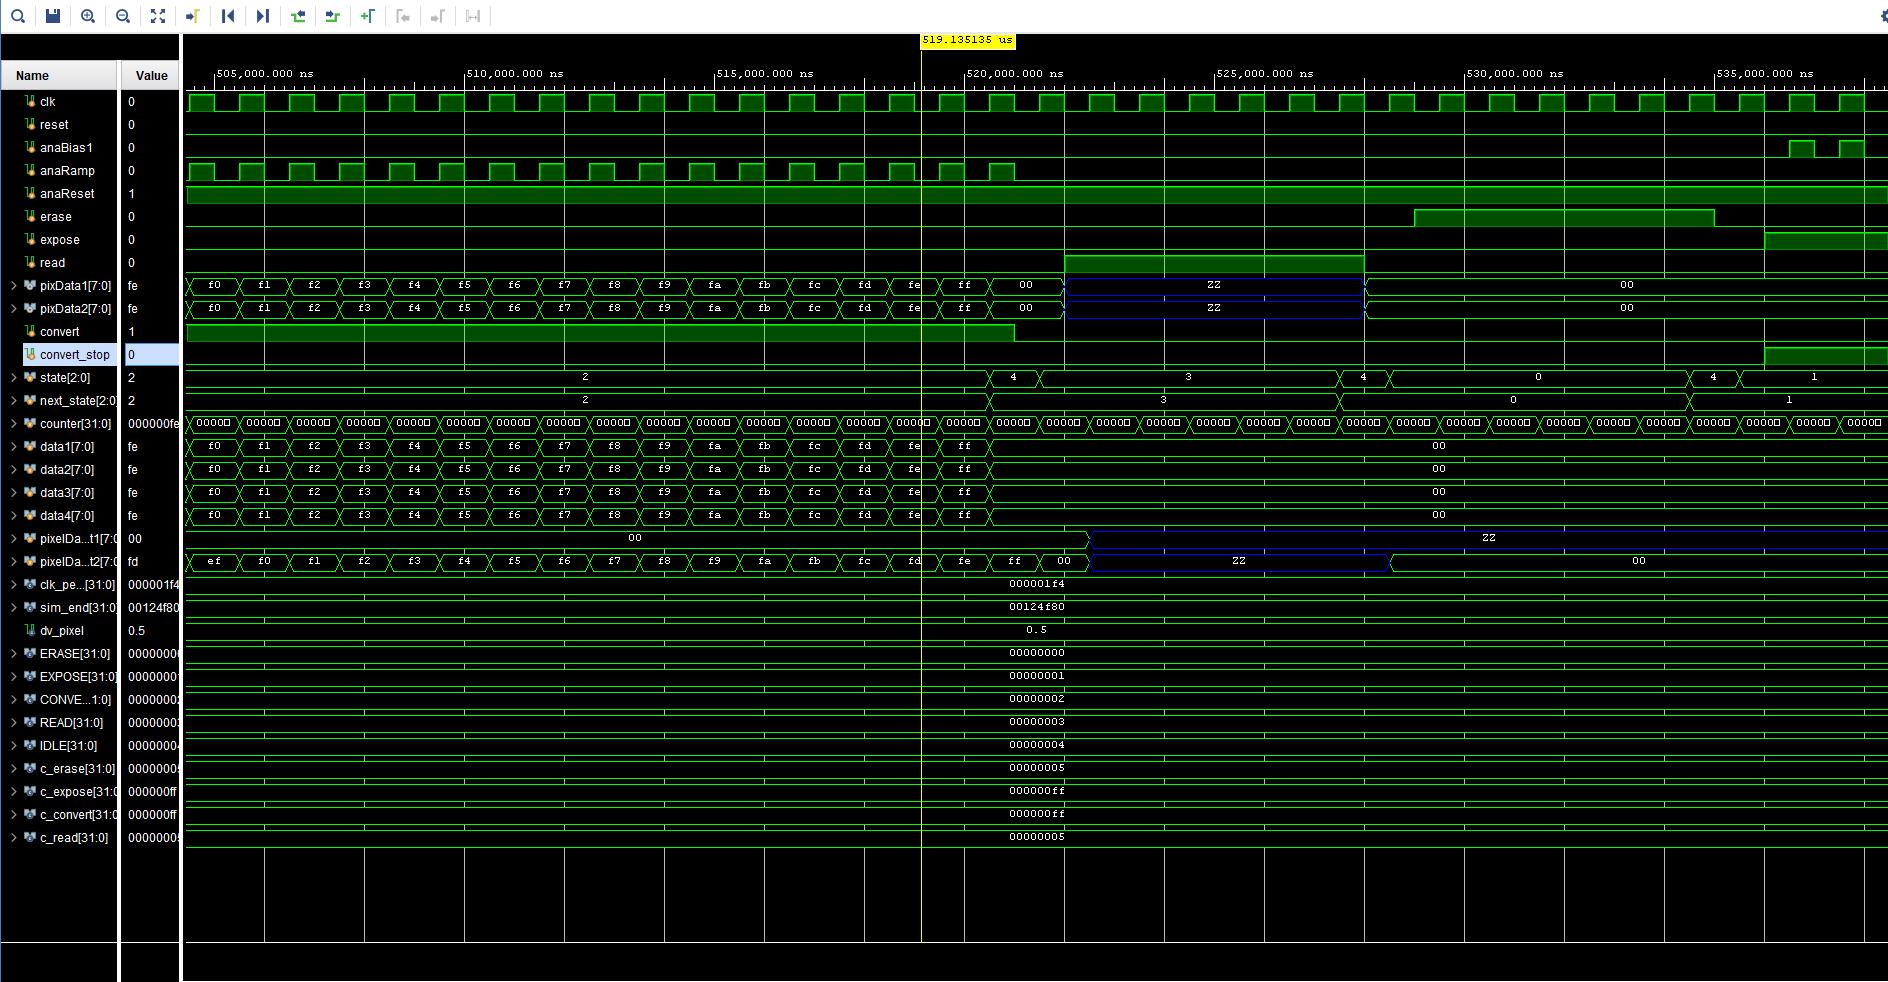 519.135135 us
505,000.000 ns 510,000.000 ns 515,000.000 ns 520,000.000 ns 525,000.000 ns 530,000.000 ns 535,000.000 ns
Name Value
clk 0
reset 0
anaBias1 0
anaRamp 0
anaReset 1
erase 0
expose 0
read 0
pixData1[7:0] fe f0 f1 f2 f3 f4 f5 f6 f7 f8 f9 fa fb fc fd fe ff 00 ZZ 00
pixData2[7:0] fe f0 f1 f2 f3 f4 f5 f6 f7 f8 f9 fa fb fc fd fe ff 00 ZZ 00
convert 1
convert_stop 0
state[2:0] 2 2 4 3 4 0 4 1
next_state[2:0] 2 2 3 0 1
counter[31:0] 000000fe 00000 00000 00000 00000 00000 00000 00000 00000 00000 00000 00000 00000 00000 00000 00000 00000 00000 00000 00000 00000 00000 00000 00000 00000 00000 00000 00000 00000 00000 00000 00000 00000 00000 00000
data1[7:0] fe f0 f1 f2 f3 f4 f5 f6 f7 f8 f9 fa fb fc fd fe ff 00
data2[7:0] fe f0 f1 f2 f3 f4 f5 f6 f7 f8 f9 fa fb fc fd fe ff 00
data3[7:0] fe f0 f1 f2 f3 f4 f5 f6 f7 f8 f9 fa fb fc fd fe ff 00
data4[7:0] fe f0 f1 f2 f3 f4 f5 f6 f7 f8 f9 fa fb fc fd fe ff 00
pixelDa...t1[7:0 00 00 ZZ
pixelDa...t2[7:0 fd ef f0 f1 f2 f3 f4 f5 f6 f7 f8 f9 fa fb fc fd fe ff 00 ZZ 00
clk_pe...[31:0] 000001f4 000001f4
sim_end[31:0] 00124f80 00124f80
dv_pixel 0.5 0.5
ERASE[31:0] 00000000 00000000
EXPOSE[31:0] 00000001 00000001
CONVE...1:0] 00000002 00000002
READ[31:0] 00000003 00000003
IDLE[31:0] 00000004 00000004
c_erase[31:0] 00000005 00000005
c_expose[31:0 000000ff 000000ff
c_convert[31:0 000000ff 000000ff
c_read[31:0] 00000005 00000005